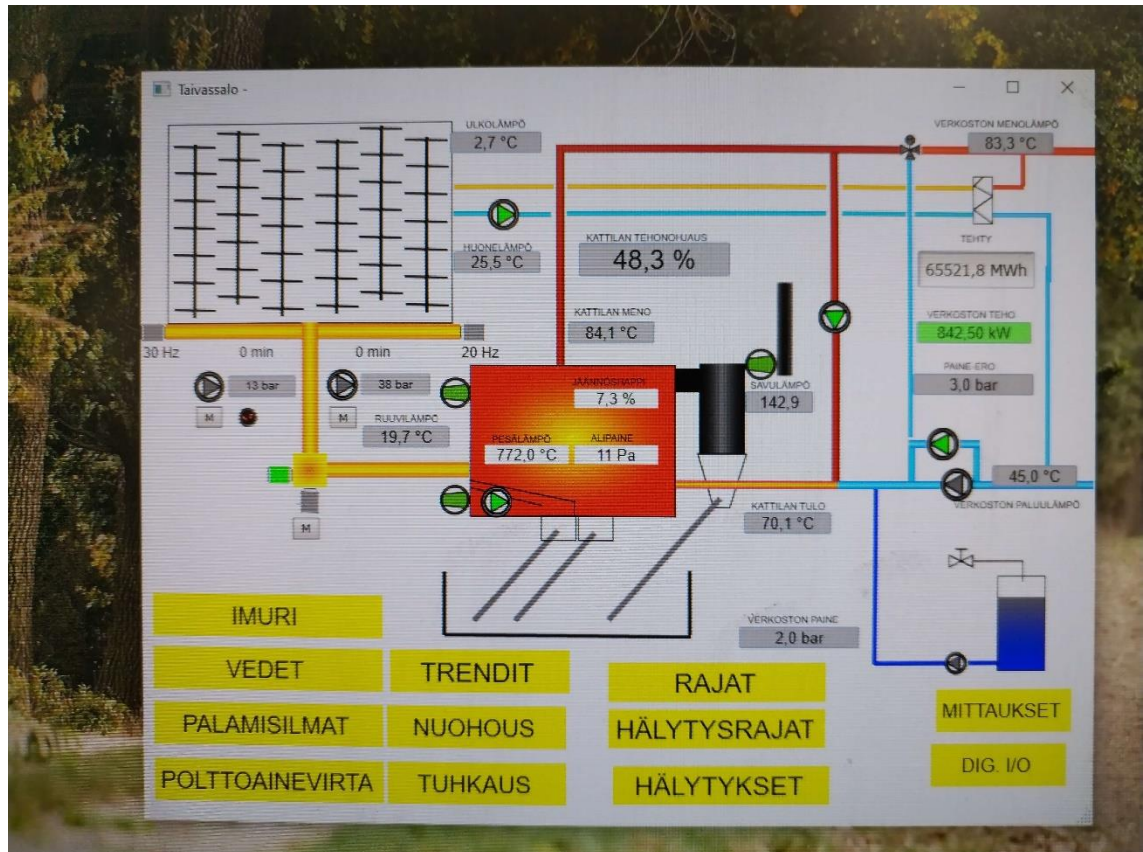 Taivassalo -
ULKOLÄMPÖ
2,7 °C
VERKOSTON MENOLÄMPÖ
83,3 °C
HUONELÄMPÖ
25,5 °C
KATTILAN TEHONOHJAUS
48,3 %
TEHTY
65521,8 MWh
KATTILAN MENO
84,1 °C
VERKOSTON TEHO
842,50 kW
30 Hz
0 min
0 min
20 Hz
PAINE-ERO
3,0 bar
13 bar
38 bar
JÄÄNNÖSHAPPI
7,3 %
SAVULÄMPÖ
142,9
M
M
RUUVILÄMPÖ
19,7 °C
PESÄLÄMPÖ
772,0 °C
ALIPAINE
11 Pa
45,0 °C
VERKOSTON PALUULÄMPÖ
KATTILAN TULO
70,1 °C
M
VERKOSTON PAINE
2,0 bar
IMURI
VEDET
TRENDIT
RAJAT
PALAMISILMAT
NUOHOUS
HÄLYTYSRAJAT
MITTAUKSET
POLTTOAINEVIRTA
TUHKAUS
HÄLYTYKSET
DIG. I/O